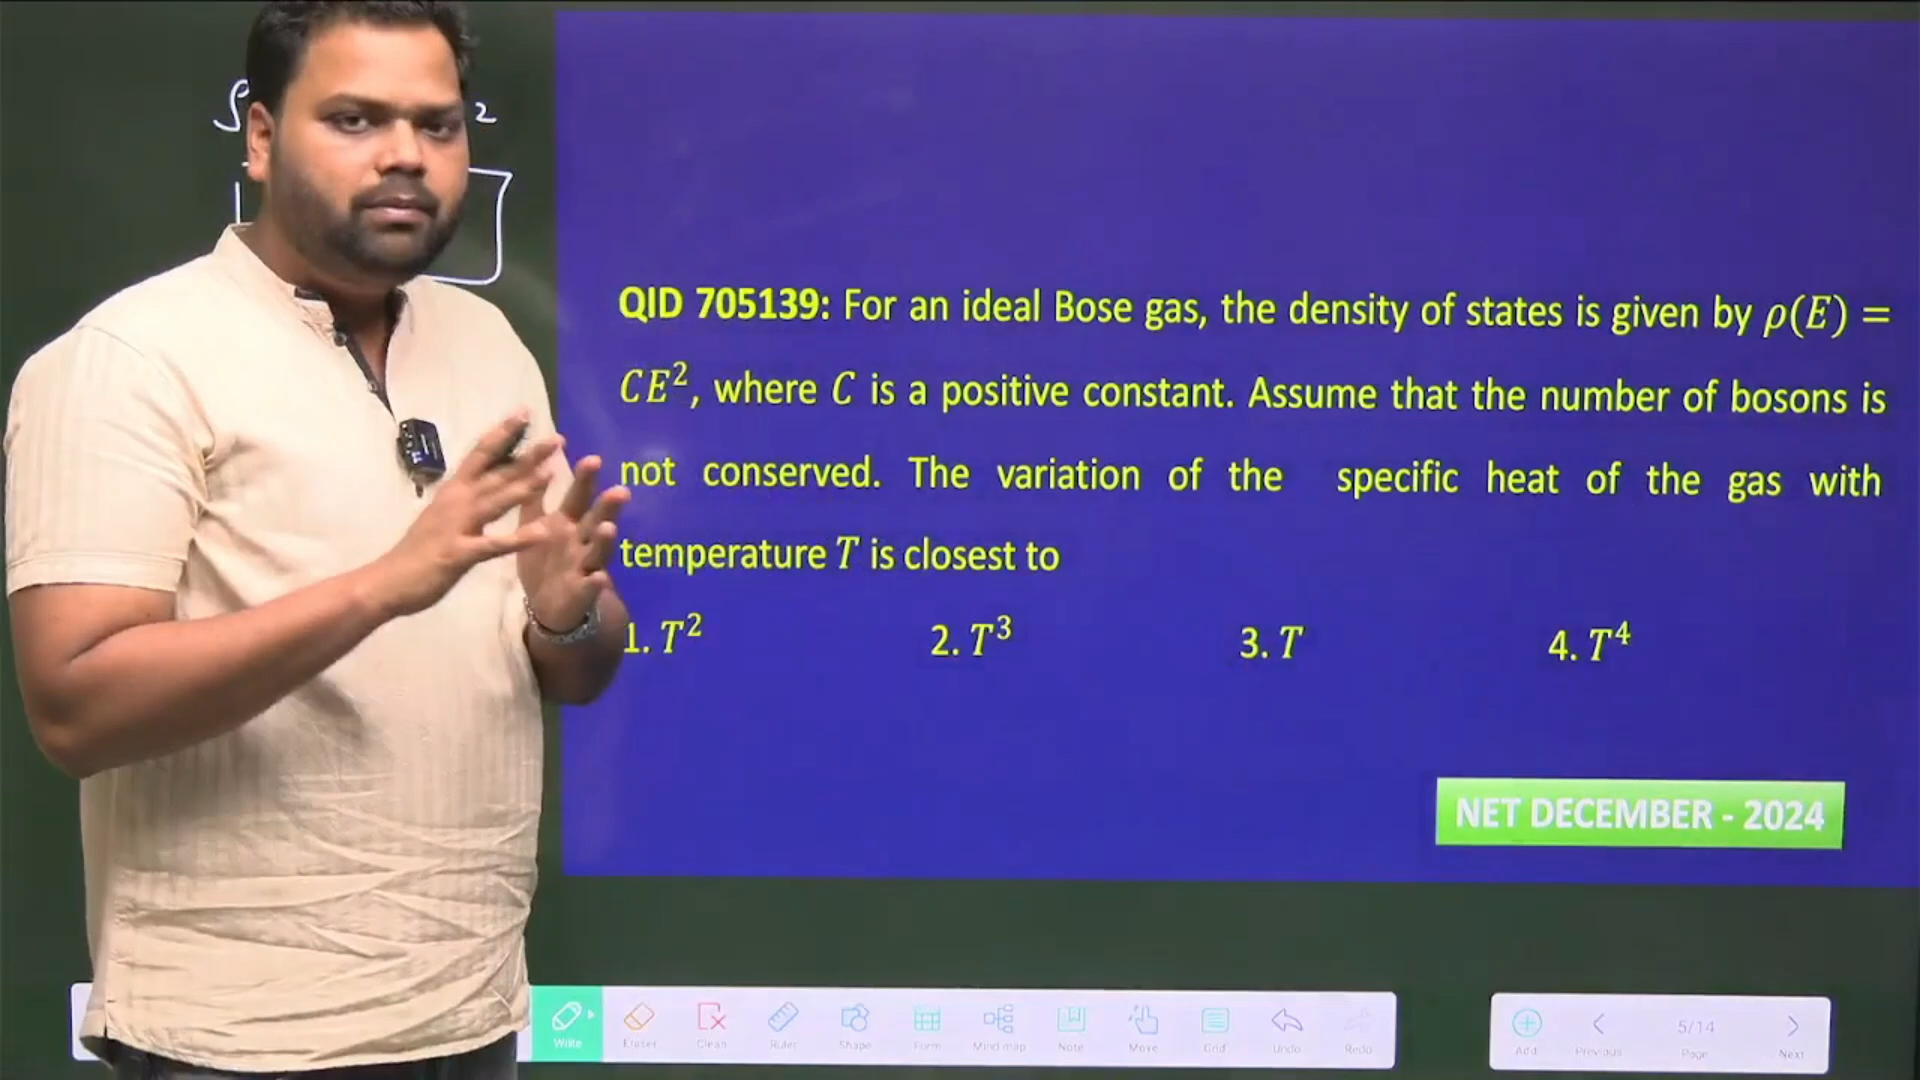 2
QID 705139: For an ideal Bose gas, the density of states is given by ρ(E) =
CE², where C is a positive constant. Assume that the number of bosons is
not conserved. The variation of the specific heat of the gas with
temperature T is closest to
1. T² 2. T³ 3. T 4. T⁴
NET DECEMBER - 2024
Write Eraser Clean Ruler Shape Form Mind map Note Move Grid Undo Redo
Add Previous 5/14 Page Next